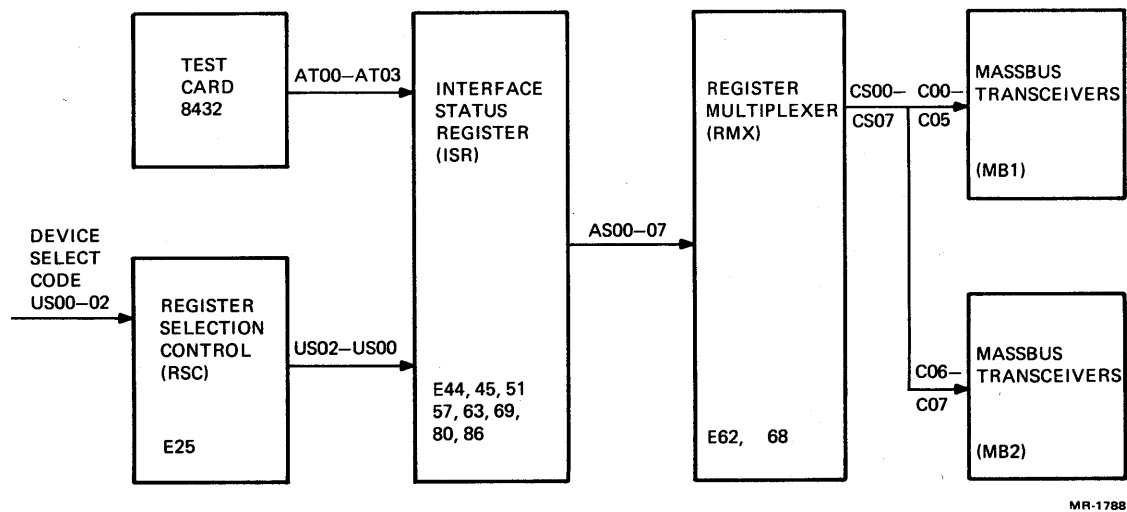 TEST
CARD
8432
AT00–AT03
DEVICE
SELECT
CODE
US00–02
REGISTER
SELECTION
CONTROL
(RSC)
E25
US02–US00
INTERFACE
STATUS
REGISTER
(ISR)
E44, 45, 51
57, 63, 69,
80, 86
AS00–07
REGISTER
MULTIPLEXER
(RMX)
E62, 68
CS00–
CS07
C00–
C05
MASSBUS
TRANSCEIVERS
(MB1)
C06–
C07
MASSBUS
TRANSCEIVERS
(MB2)
MR-1788